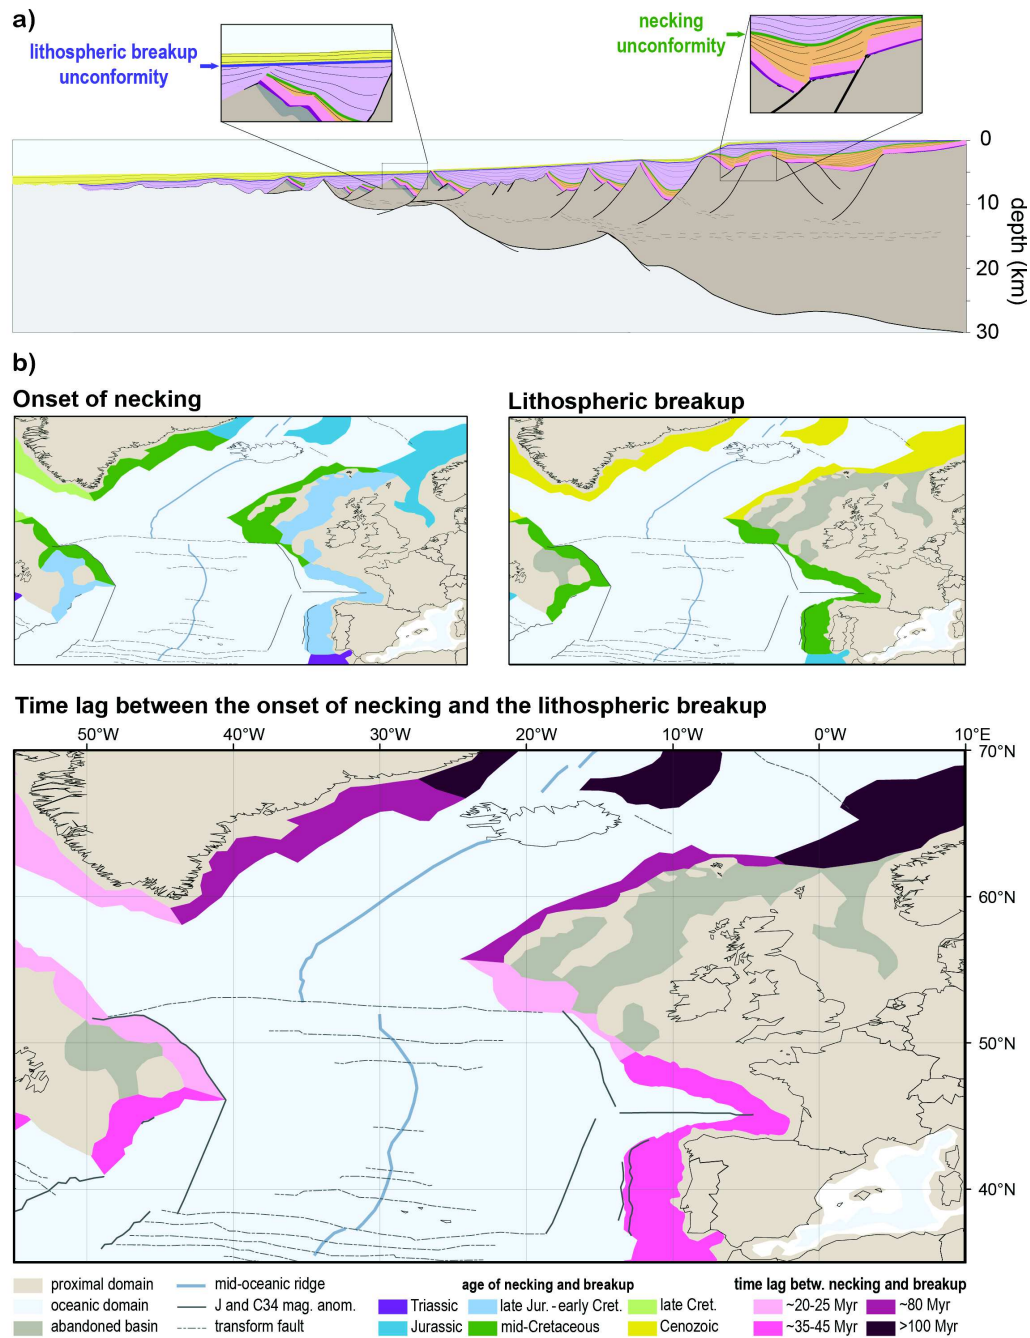 a)
lithospheric breakup
unconformity
necking
unconformity
0
10
20
30
depth (km)
b)
Onset of necking
Lithospheric breakup
Time lag between the onset of necking and the lithospheric breakup
50°W 40°W 30°W 20°W 10°W 0°W 10°E
70°N
60°N
50°N
40°N
proximal domain
oceanic domain
abandoned basin
mid-oceanic ridge
J and C34 mag. anom.
transform fault
age of necking and breakup
Triassic
Jurassic
late Jur. - early Cret.
mid-Cretaceous
late Cret.
Cenozoic
time lag betw. necking and breakup
~20-25 Myr
~35-45 Myr
~80 Myr
>100 Myr